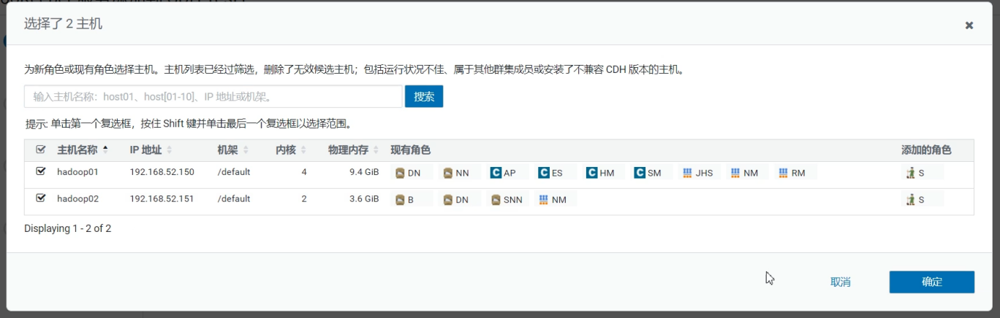 选择了 2 主机
为新角色或现有角色选择主机。主机列表已经过筛选，删除了无效候选主机；包括运行状况不佳、属于其他群集成员或安装了不兼容 CDH 版本的主机。
输入主机名称：host01、host[01-10]、IP 地址或机架。 搜索
提示: 单击第一个复选框，按住 Shift 键并单击最后一个复选框以选择范围。
主机名称 IP 地址 机架 内核 物理内存 现有角色 添加的角色
hadoop01 192.168.52.150 /default 4 9.4 GiB DN NN C AP C ES C HM C SM JHS NM RM S
hadoop02 192.168.52.151 /default 2 3.6 GiB B DN SNN NM S
Displaying 1 - 2 of 2
取消 确定